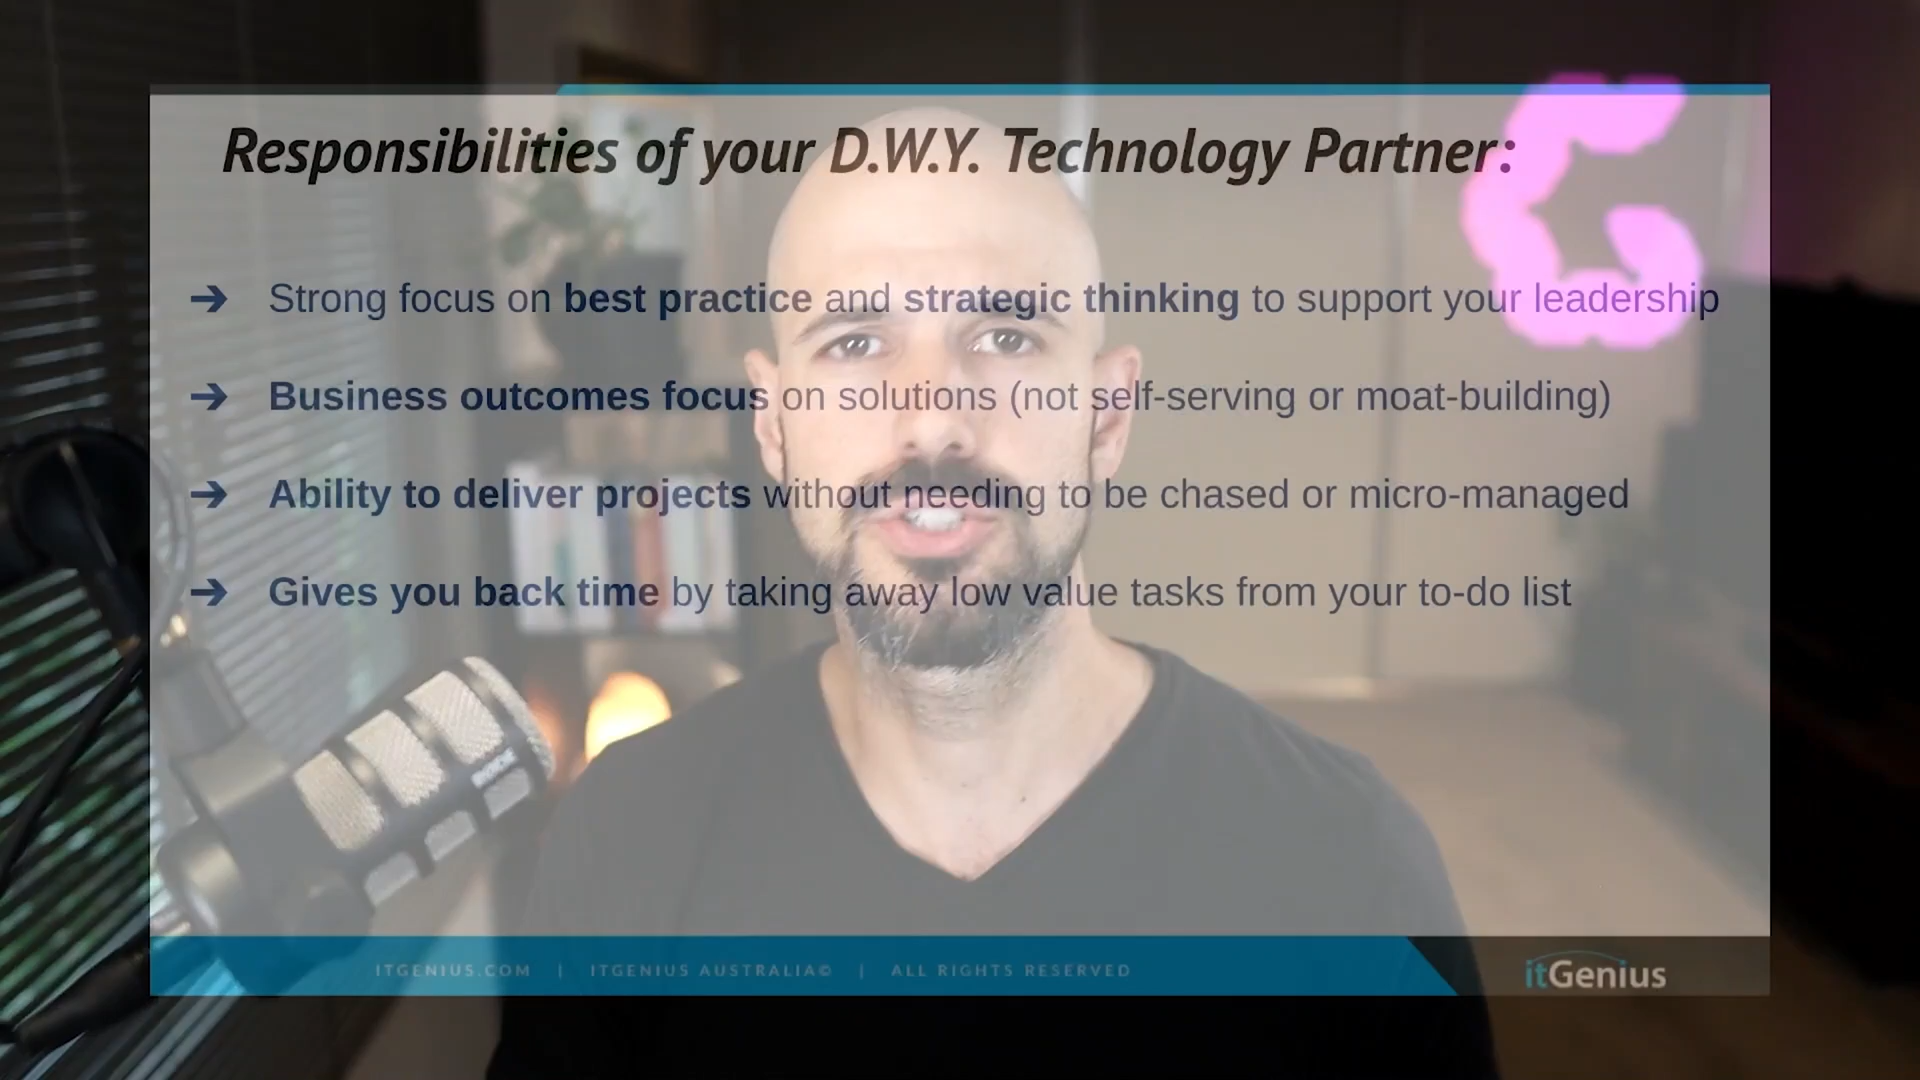 Responsibilities of your D.W.Y. Technology Partner:
➔ Strong focus on best practice and strategic thinking to support your leadership
➔ Business outcomes focus on solutions (not self-serving or moat-building)
➔ Ability to deliver projects without needing to be chased or micro-managed
➔ Gives you back time by taking away low value tasks from your to-do list
RØDE
ITGENIUS.COM | ITGENIUS AUSTRALIA© | ALL RIGHTS RESERVED
itGenius